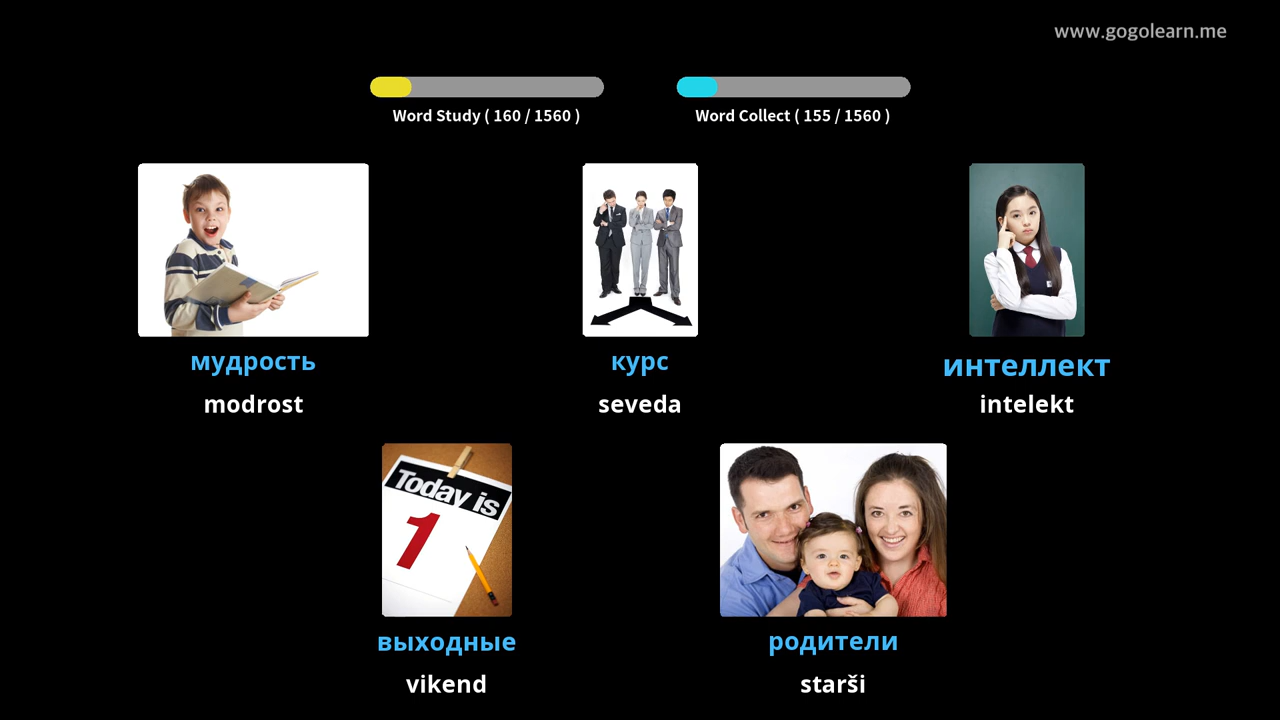 www.gogolearn.me
Word Study ( 160 / 1560 )
Word Collect ( 155 / 1560 )
мудрость
modrost
курс
seveda
интеллект
intelekt
Today is
1
выходные
vikend
родители
starši